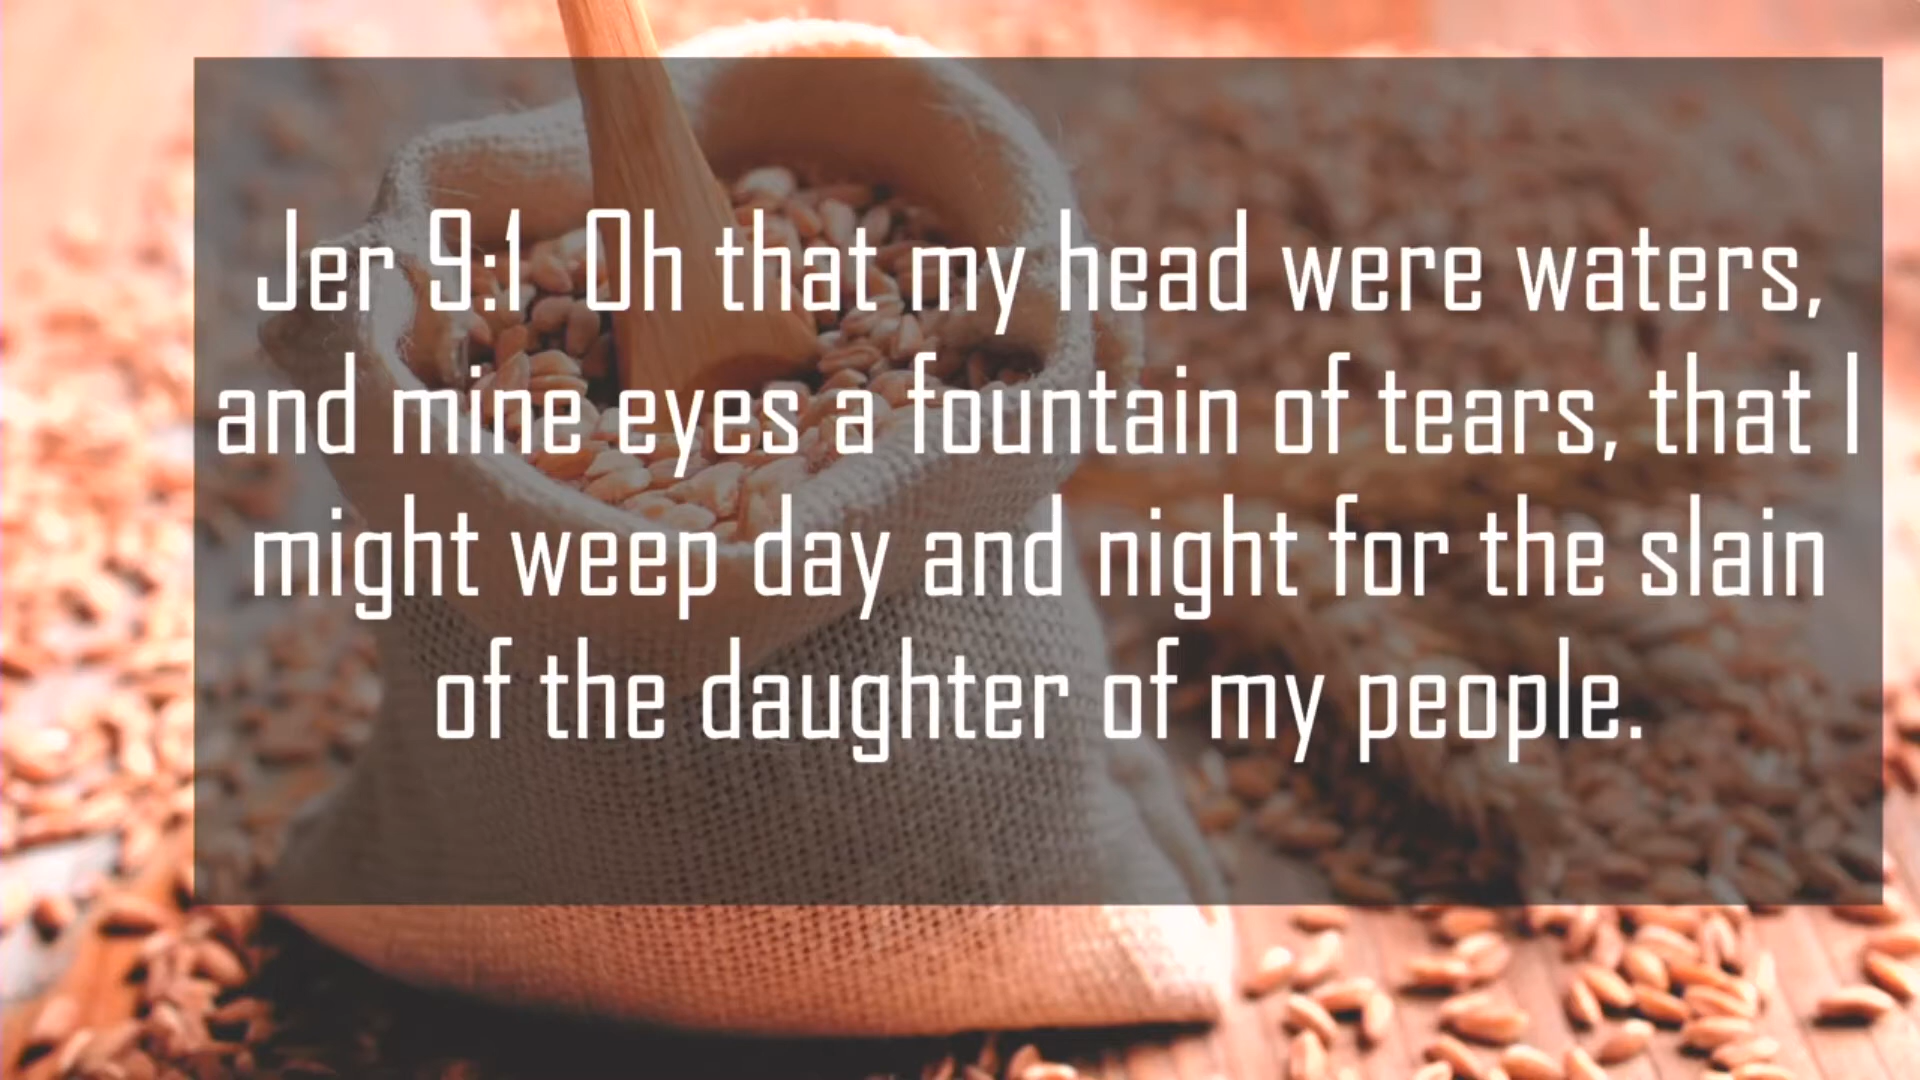 Jer 9:1  Oh that my head were waters,
and mine eyes a fountain of tears, that I
might weep day and night for the slain
of the daughter of my people.